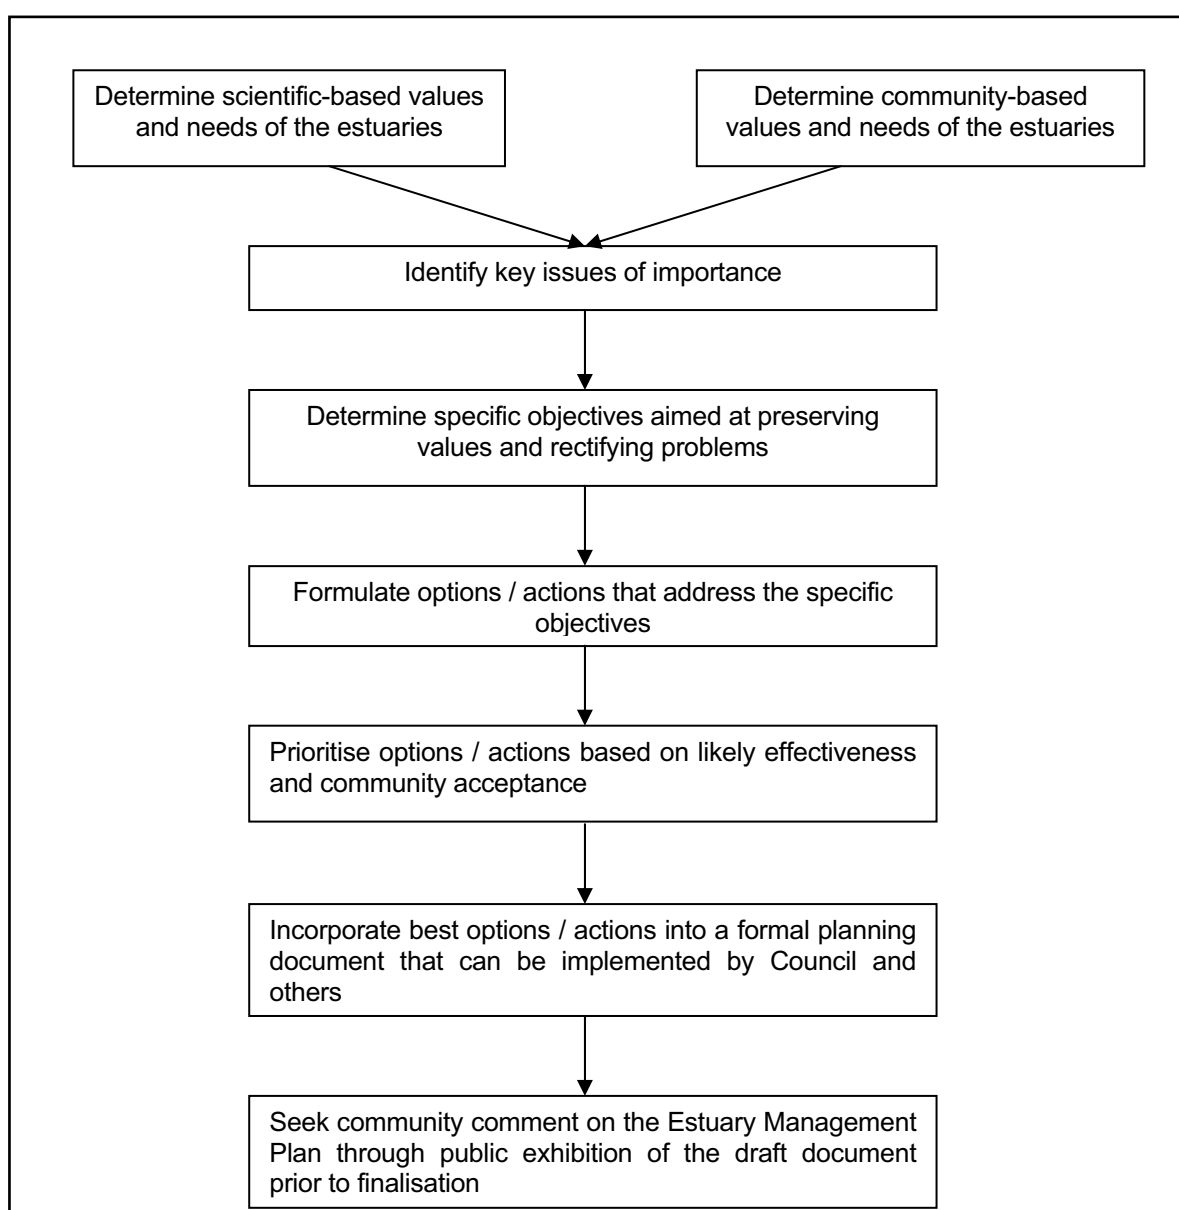 Determine scientific-based values
and needs of the estuaries
Determine community-based
values and needs of the estuaries
Identify key issues of importance
Determine specific objectives aimed at preserving
values and rectifying problems
Formulate options / actions that address the specific
objectives
Prioritise options / actions based on likely effectiveness
and community acceptance
Incorporate best options / actions into a formal planning
document that can be implemented by Council and
others
Seek community comment on the Estuary Management
Plan through public exhibition of the draft document
prior to finalisation